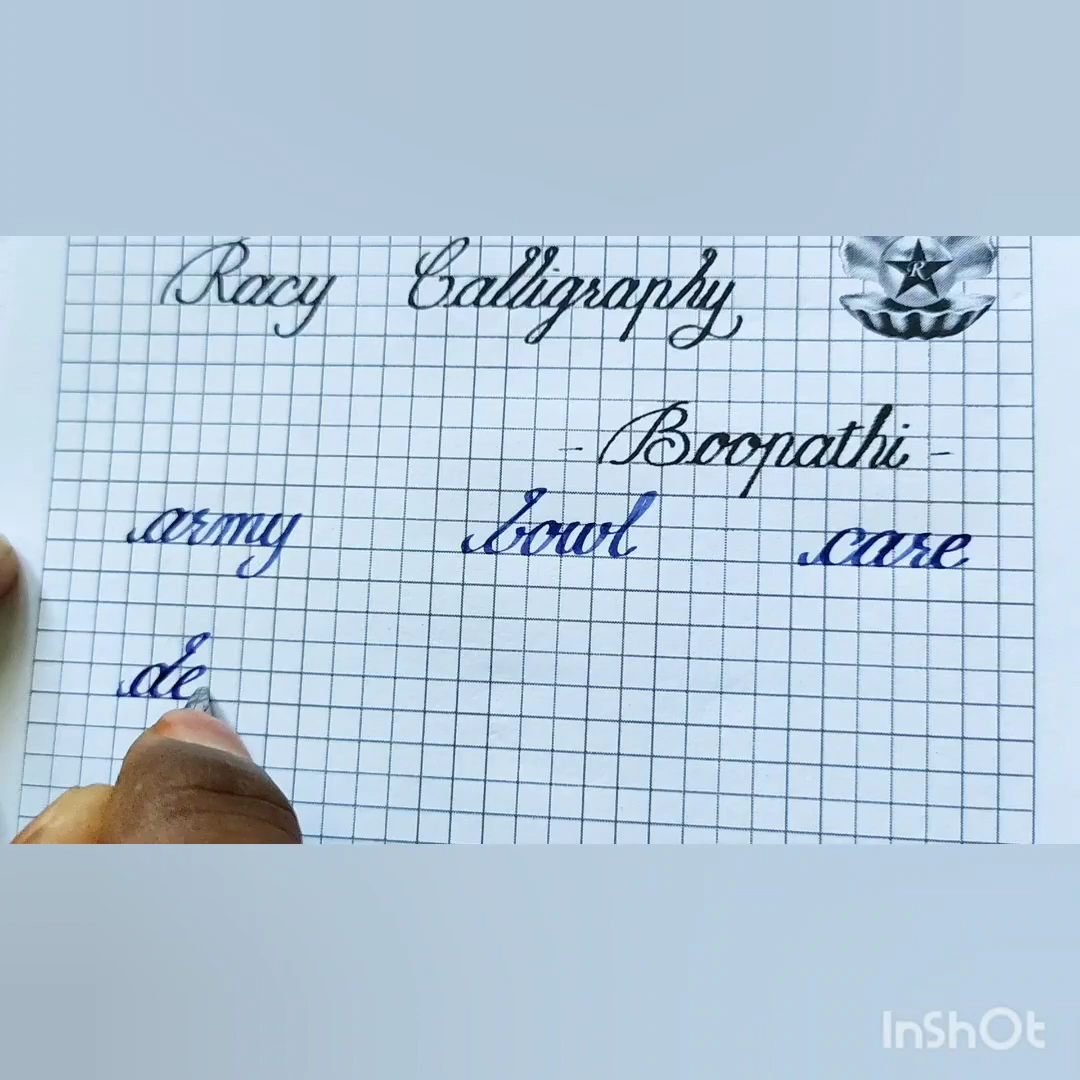 Racy Calligraphy
R
- Boopathi -
army bowl care
de
InShOt